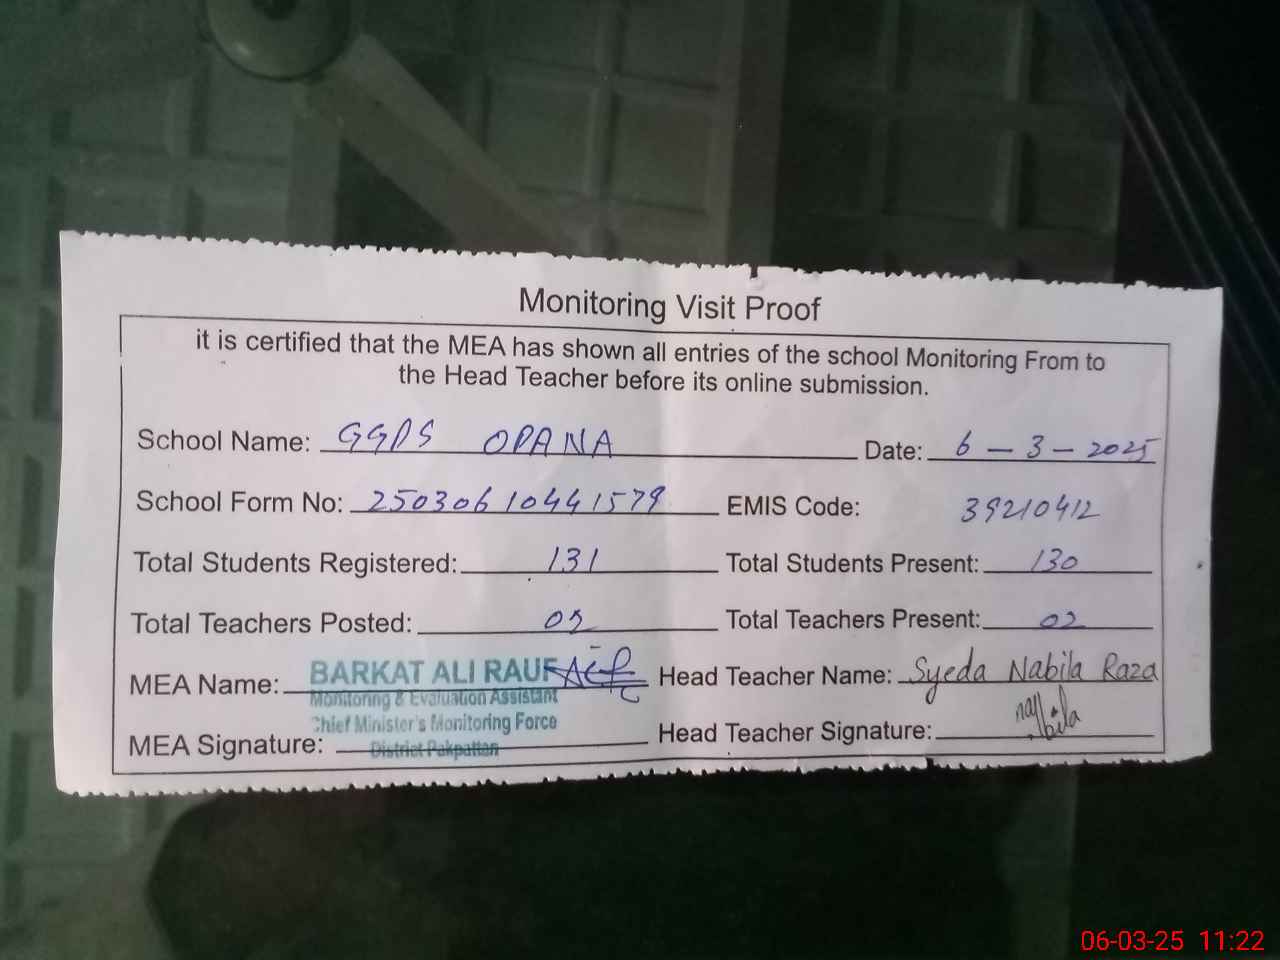 Monitoring Visit Proof
it is certified that the MEA has shown all entries of the school Monitoring From to
the Head Teacher before its online submission.
School Name: GGPS OPANA Date: 6-3-2025
School Form No: 25030610441579 EMIS Code: 39210412
Total Students Registered: 131 Total Students Present: 130
Total Teachers Posted: 02 Total Teachers Present: 02
MEA Name: BARKAT ALI RAUF Head Teacher Name: Syeda Nabila Raza
Monitoring & Evaluation Assistant
Chief Minister's Monitoring Force
MEA Signature: District Pakpattan Head Teacher Signature: Nabila
06-03-25 11:22